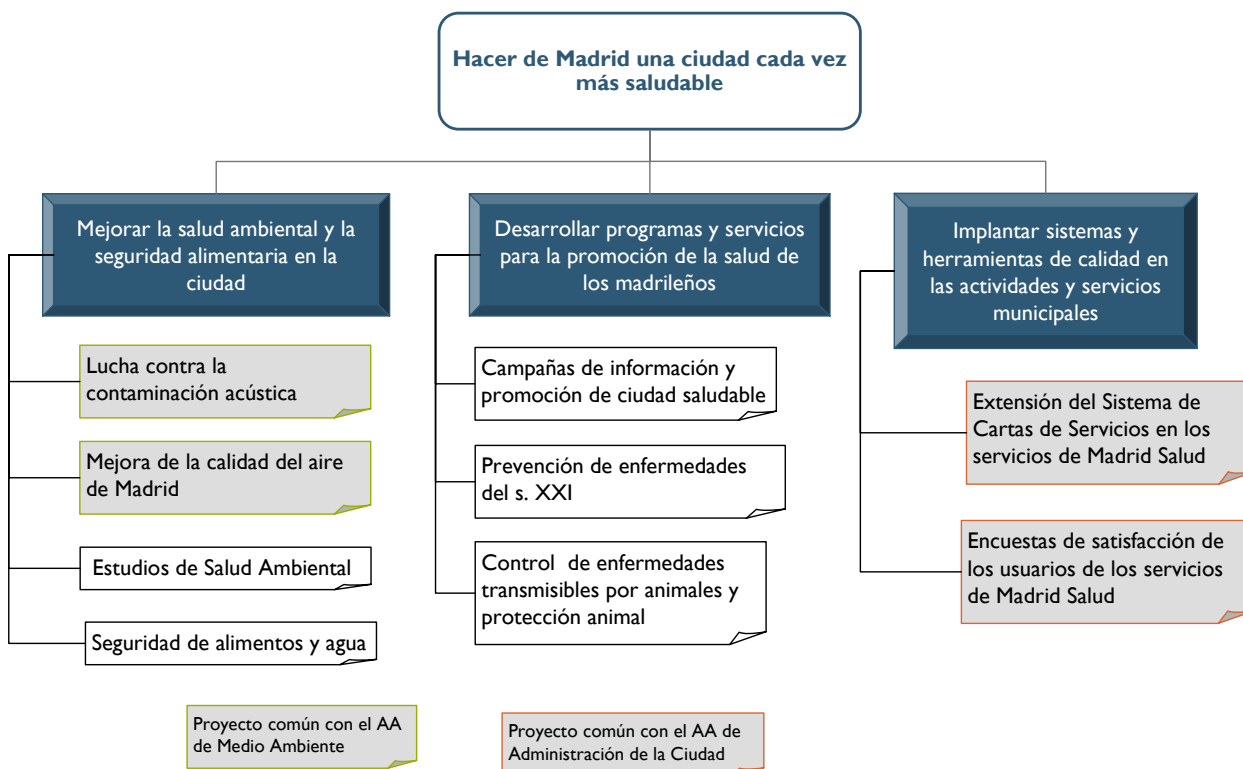 Hacer de Madrid una ciudad cada vez
más saludable
Mejorar la salud ambiental y la
seguridad alimentaria en la
ciudad
Lucha contra la
contaminación acústica
Mejora de la calidad del aire
de Madrid
Estudios de Salud Ambiental
Seguridad de alimentos y agua
Desarrollar programas y servicios
para la promoción de la salud de
los madrileños
Campañas de información y
promoción de ciudad saludable
Prevención de enfermedades
del s. XXI
Control de enfermedades
transmisibles por animales y
protección animal
Implantar sistemas y
herramientas de calidad en
las actividades y servicios
municipales
Extensión del Sistema de
Cartas de Servicios en los
servicios de Madrid Salud
Encuestas de satisfacción de
los usuarios de los servicios
de Madrid Salud
Proyecto común con el AA
de Medio Ambiente
Proyecto común con el AA de
Administración de la Ciudad